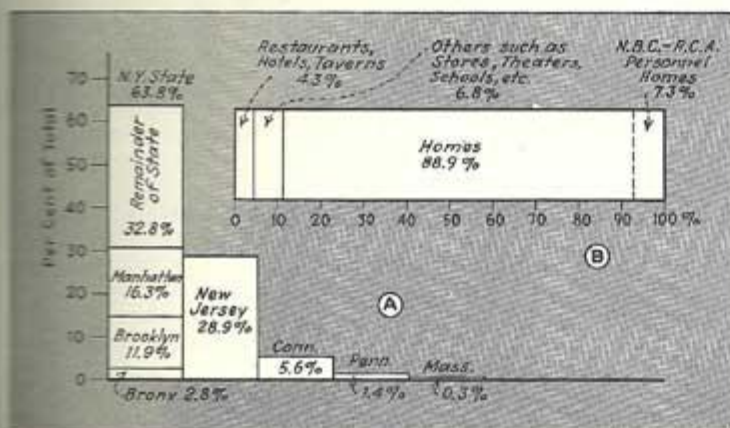 Restaurants,
Hotels, Taverns
4.3%
Others such as
Stores, Theaters,
Schools, etc.
6.8%
N.B.C.-R.C.A.
Personnel
Homes
7.3%
Homes
88.9%
0 10 20 30 40 50 60 70 80 90 100%
B
Per Cent of Total
70
60
50
40
30
20
10
0
N.Y. State
63.8%
Remainder
of State
32.8%
Manhattan
16.3%
Brooklyn
11.9%
Bronx 2.8%
New
Jersey
28.9%
Conn.
5.6%
Penn.
1.4%
Mass.
0.3%
A